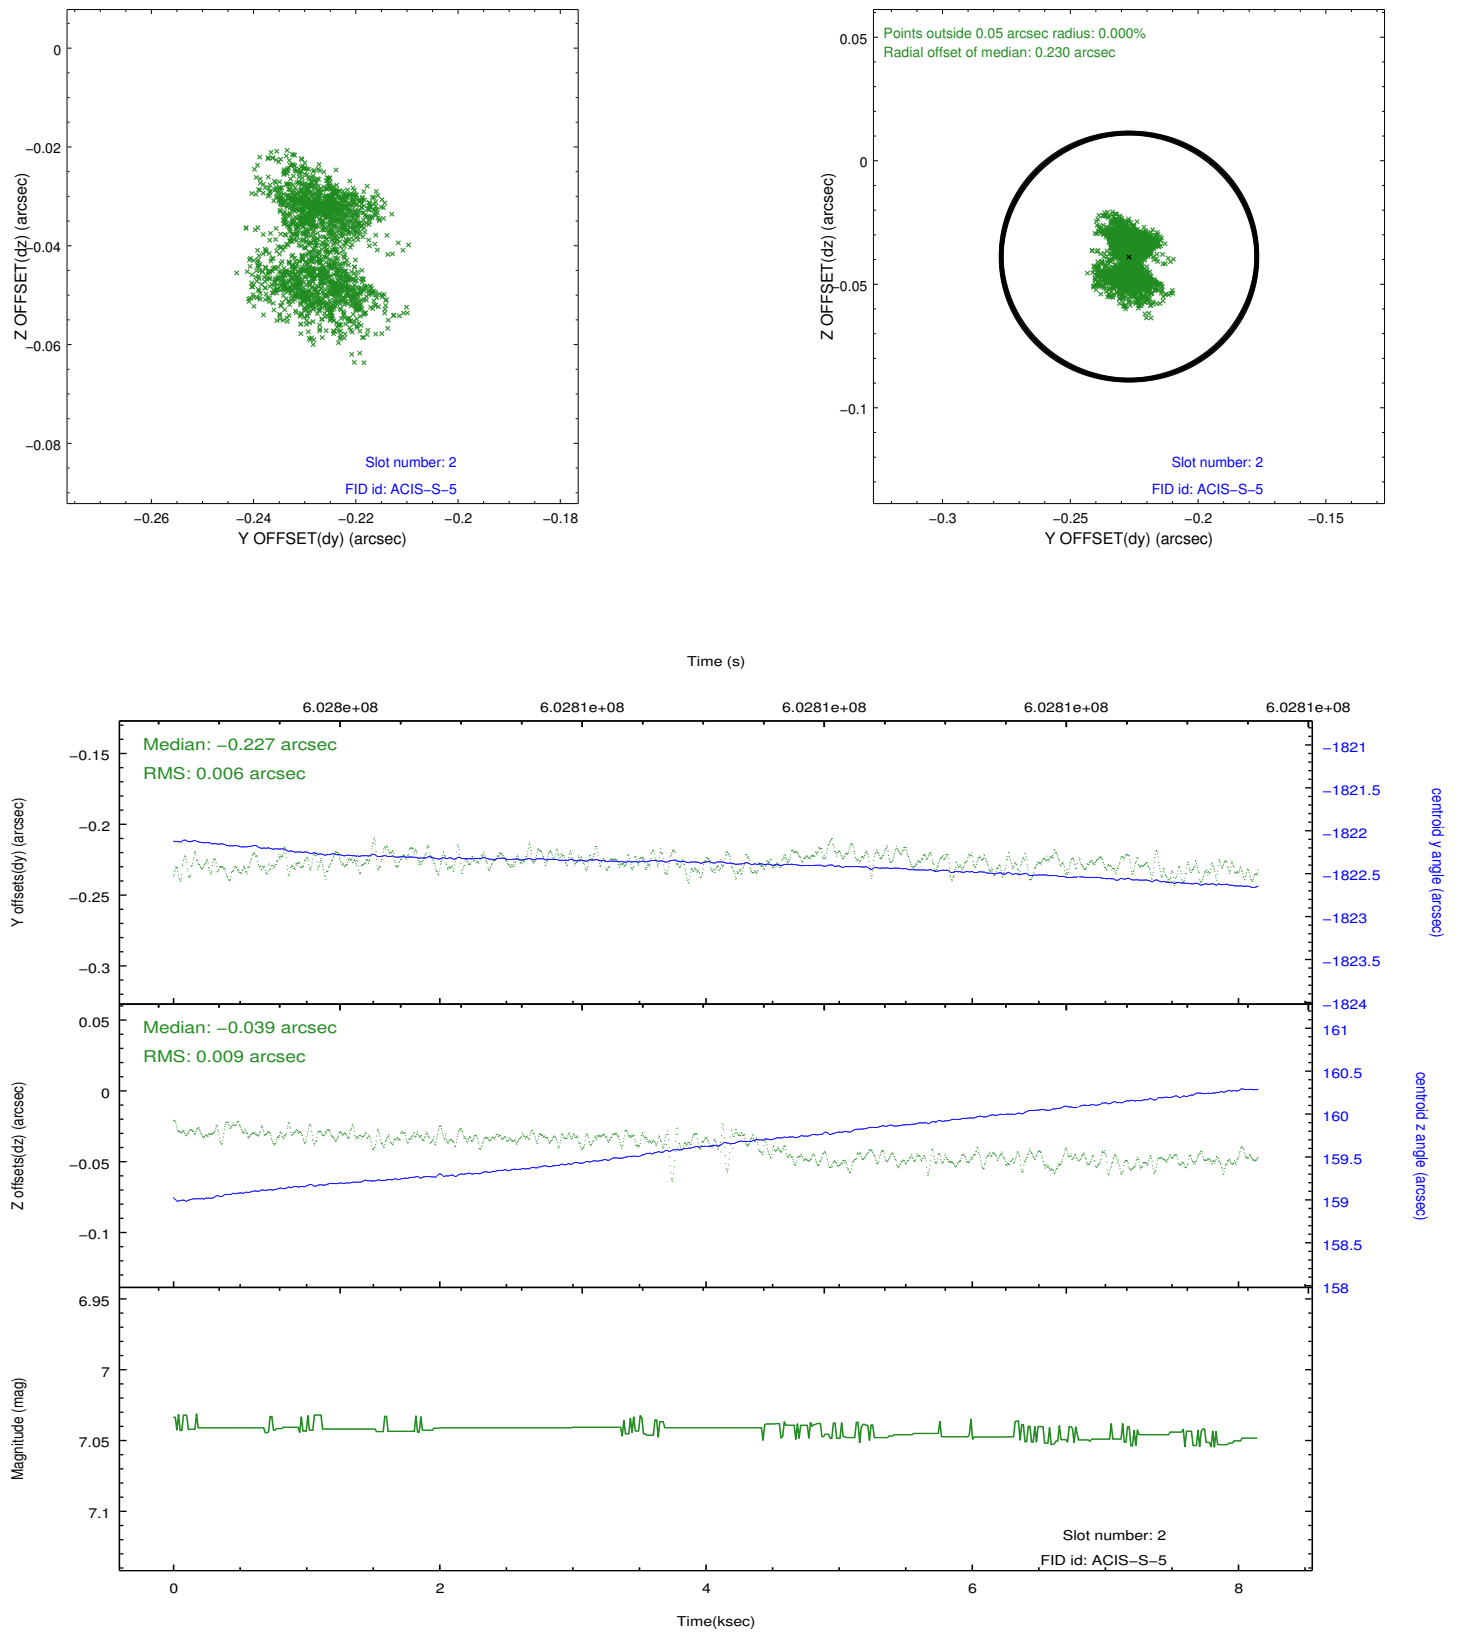 0
−0.02
−0.04
−0.06
−0.08
Z OFFSET(dz) (arcsec)
Slot number: 2
FID id: ACIS−S−5
−0.26
−0.24
−0.22
−0.2
−0.18
Y OFFSET(dy) (arcsec)
Points outside 0.05 arcsec radius: 0.000%
Radial offset of median: 0.230 arcsec
0.05
0
−0.05
−0.1
Z OFFSET(dz) (arcsec)
Slot number: 2
FID id: ACIS−S−5
−0.3
−0.25
−0.2
−0.15
Y OFFSET(dy) (arcsec)
Time (s)
6.028e+08
6.0281e+08
6.0281e+08
6.0281e+08
6.0281e+08
Median: −0.227 arcsec
RMS: 0.006 arcsec
−0.15
−0.2
−0.25
−0.3
Y offsets(dy) (arcsec)
−1821
−1821.5
−1822
−1822.5
−1823
−1823.5
−1824
centroid y angle (arcsec)
Median: −0.039 arcsec
RMS: 0.009 arcsec
0.05
0
−0.05
−0.1
Z offsets(dz) (arcsec)
161
160.5
160
159.5
159
158.5
158
centroid z angle (arcsec)
6.95
7
7.05
7.1
Magnitude (mag)
Slot number: 2
FID id: ACIS−S−5
0
2
4
6
8
Time(ksec)